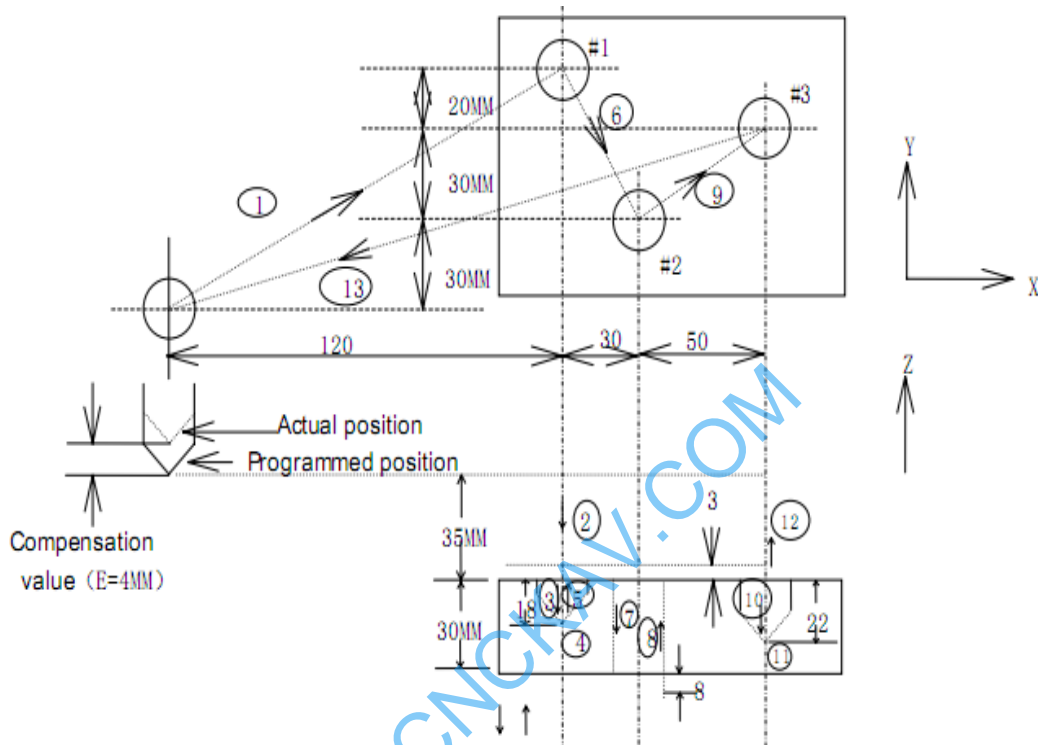 #1
20MM
#3
6
Y
30MM
9
1
#2
30MM
13
X
120
30
50
Z
Actual position
Programmed position
3
2
12
35MM
Compensation
value (E=4MM)
18
3
5
10
7
22
30MM
4
8
11
8
CNCKAV.COM